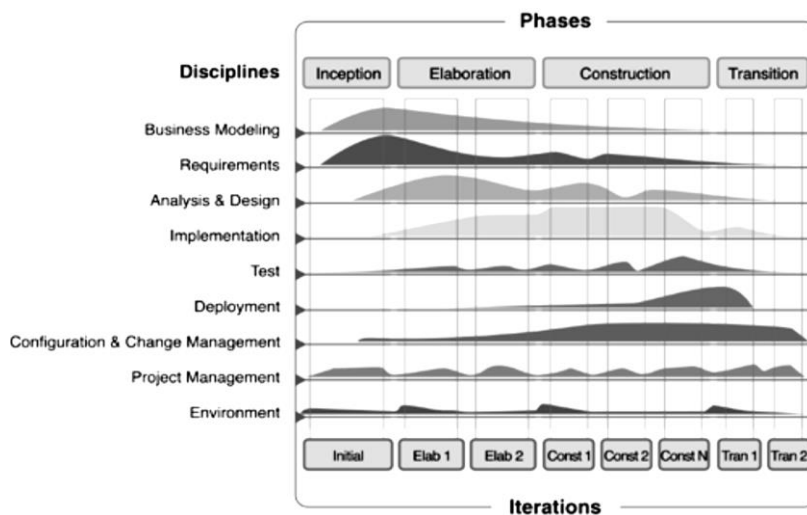 Phases
Disciplines
Inception
Elaboration
Construction
Transition
Business Modeling
Requirements
Analysis & Design
Implementation
Test
Deployment
Configuration & Change Management
Project Management
Environment
Initial
Elab 1
Elab 2
Const 1
Const 2
Const N
Tran 1
Tran 2
Iterations